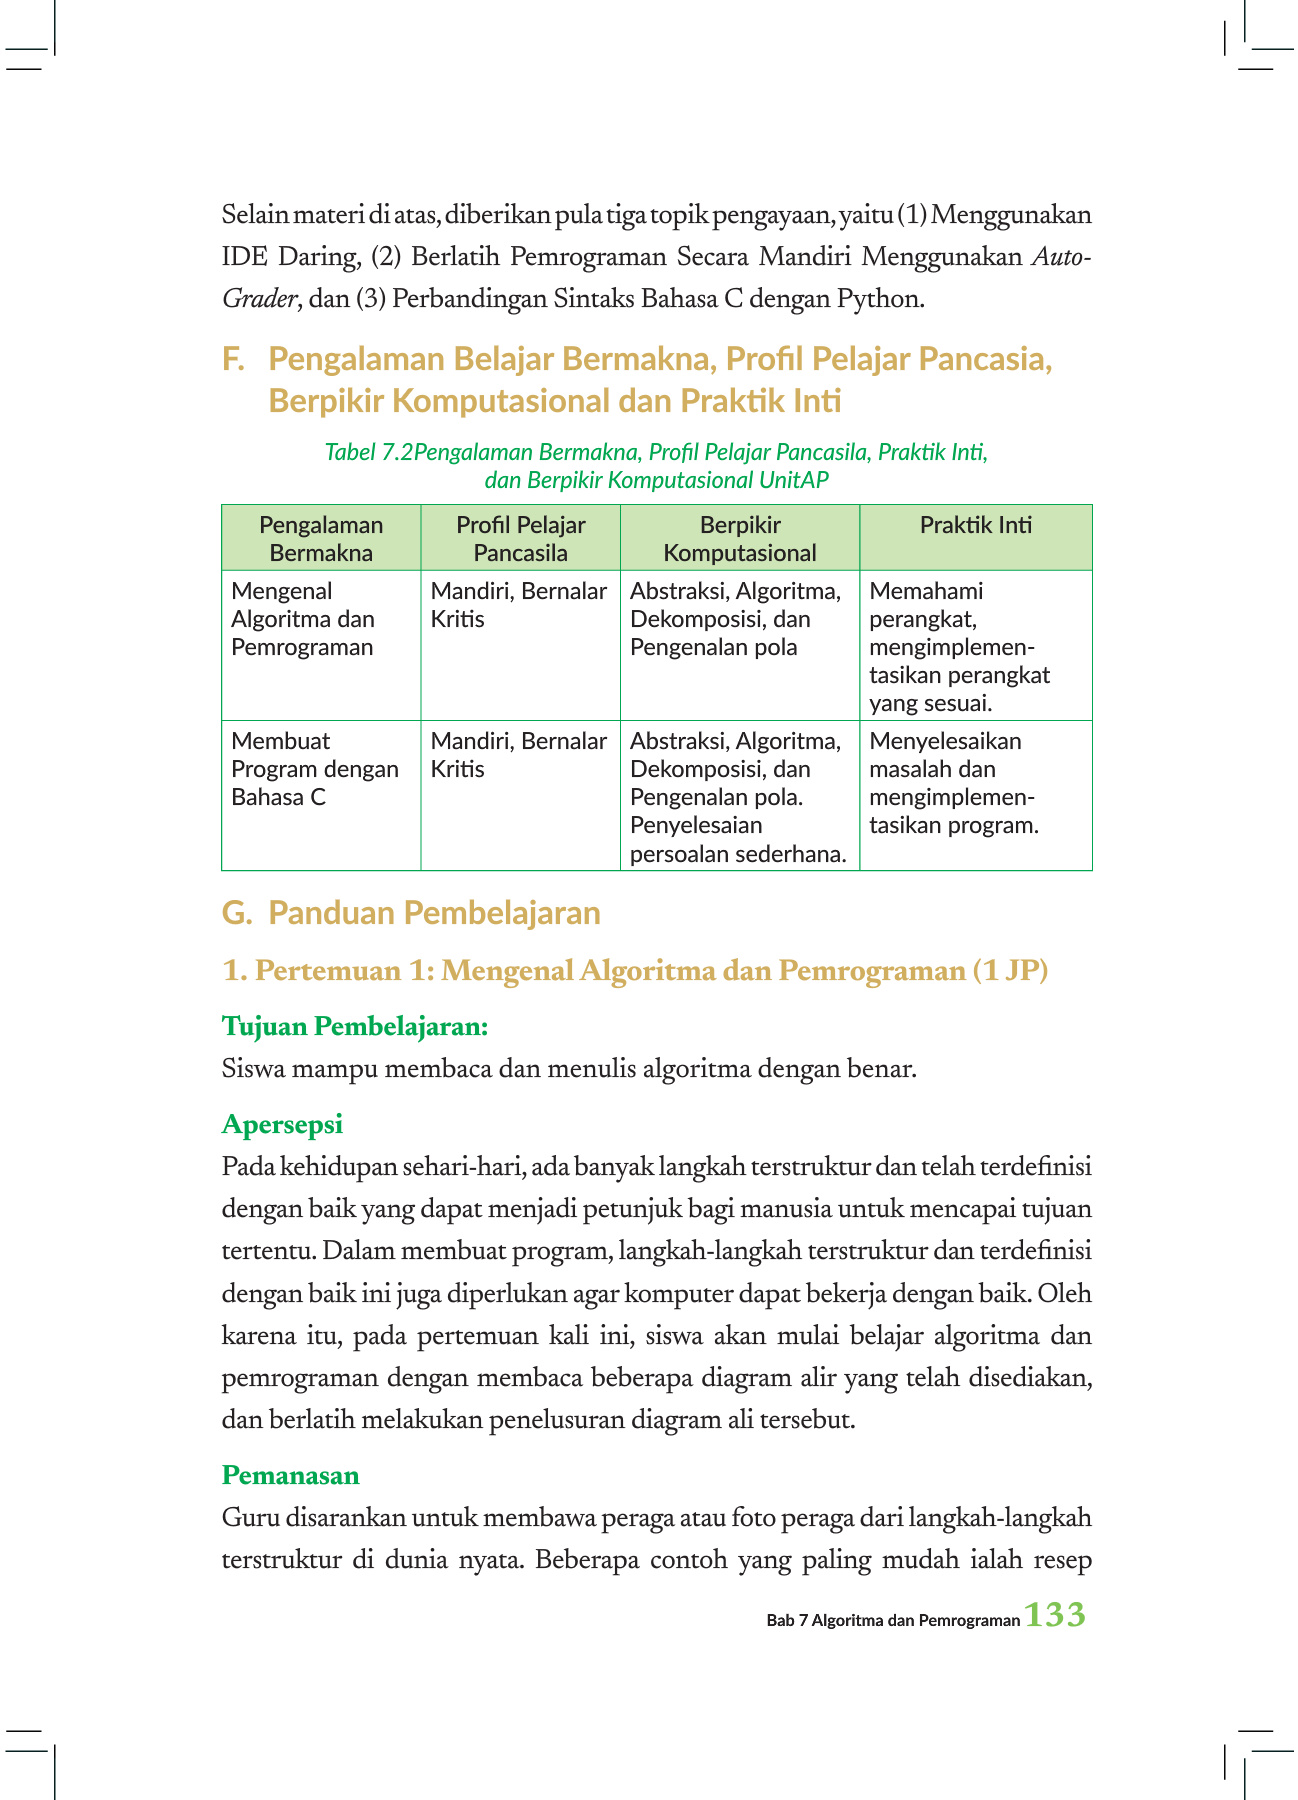 Selain materi di atas, diberikan pula tiga topik pengayaan, yaitu (1) Menggunakan
IDE Daring, (2) Berlatih Pemrograman Secara Mandiri Menggunakan Auto-
Grader, dan (3) Perbandingan Sintaks Bahasa C dengan Python.
F. Pengalaman Belajar Bermakna, Profil Pelajar Pancasia,
Berpikir Komputasional dan Praktik Inti
Tabel 7.2Pengalaman Bermakna, Profil Pelajar Pancasila, Praktik Inti,
dan Berpikir Komputasional UnitAP
Pengalaman
Bermakna
Profil Pelajar
Pancasila
Berpikir
Komputasional
Praktik Inti
Mengenal
Algoritma dan
Pemrograman
Mandiri, Bernalar
Kritis
Abstraksi, Algoritma,
Dekomposisi, dan
Pengenalan pola
Memahami
perangkat,
mengimplemen-
tasikan perangkat
yang sesuai.
Membuat
Program dengan
Bahasa C
Mandiri, Bernalar
Kritis
Abstraksi, Algoritma,
Dekomposisi, dan
Pengenalan pola.
Penyelesaian
persoalan sederhana.
Menyelesaikan
masalah dan
mengimplemen-
tasikan program.
G. Panduan Pembelajaran
1. Pertemuan 1: Mengenal Algoritma dan Pemrograman (1 JP)
Tujuan Pembelajaran:
Siswa mampu membaca dan menulis algoritma dengan benar.
Apersepsi
Pada kehidupan sehari-hari, ada banyak langkah terstruktur dan telah terdefinisi
dengan baik yang dapat menjadi petunjuk bagi manusia untuk mencapai tujuan
tertentu. Dalam membuat program, langkah-langkah terstruktur dan terdefinisi
dengan baik ini juga diperlukan agar komputer dapat bekerja dengan baik. Oleh
karena itu, pada pertemuan kali ini, siswa akan mulai belajar algoritma dan
pemrograman dengan membaca beberapa diagram alir yang telah disediakan,
dan berlatih melakukan penelusuran diagram ali tersebut.
Pemanasan
Guru disarankan untuk membawa peraga atau foto peraga dari langkah-langkah
terstruktur di dunia nyata. Beberapa contoh yang paling mudah ialah resep
Bab 7 Algoritma dan Pemrograman 133